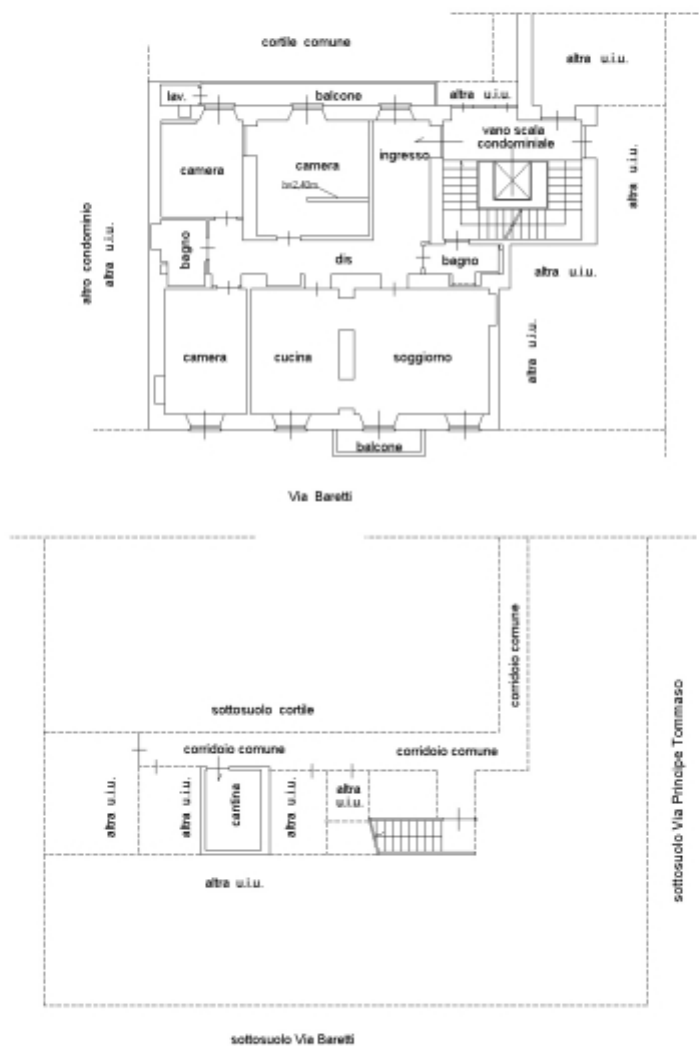 cortile comune
altra u.i.u.
lav.
balcone
altra u.i.u.
vano scala
condominiale
ingresso
camera
camera
h=2,40m
altra u.i.u.
altro condominio
altra u.i.u.
bagno
dis
bagno
altra u.i.u.
camera
cucina
soggiorno
altra u.i.u.
balcone
Via Baretti
corridoio comune
sottosuolo cortile
corridoio comune
corridoio comune
altra u.i.u.
altra u.i.u.
cantina
altra u.i.u.
altra
u.i.u.
altra u.i.u.
sottosuolo Via Principe Tommaso
sottosuolo Via Baretti